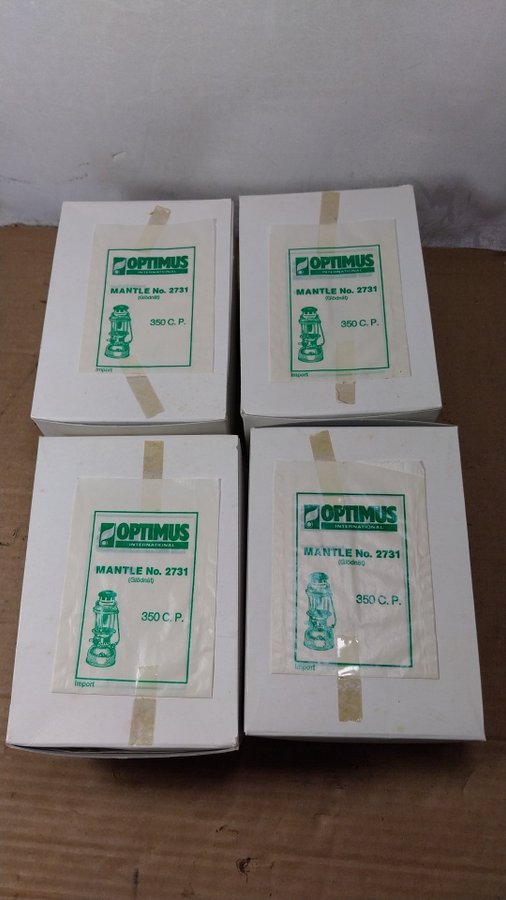 OPTIMUS
INTERNATIONAL
MANTLE No. 2731
(Glödnät)
350 C. P.
Import
OPTIMUS
INTERNATIONAL
MANTLE No. 2731
(Glödnät)
350 C. P.
Import
OPTIMUS
INTERNATIONAL
MANTLE No. 2731
(Glödnät)
350 C. P.
Import
OPTIMUS
INTERNATIONAL
MANTLE No. 2731
(Glödnät)
350 C. P.
Import